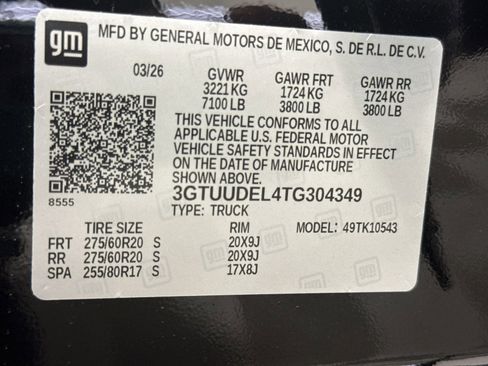 gm MFD BY GENERAL MOTORS DE MEXICO, S. DE R.L. DE C.V.
03/26 GVWR GAWR FRT GAWR RR
3221 KG 1724 KG 1724 KG
7100 LB 3800 LB 3800 LB
THIS VEHICLE CONFORMS TO ALL
APPLICABLE U.S. FEDERAL MOTOR
VEHICLE SAFETY STANDARDS IN EFFECT
ON THE DATE OF MANUFACTURE
SHOWN ABOVE.
8555 3GTUUDEL4TG304349
TYPE: TRUCK
TIRE SIZE RIM MODEL: 49TK10543
FRT 275/60R20 S 20X9J
RR 275/60R20 S 20X9J
SPA 255/80R17 S 17X8J